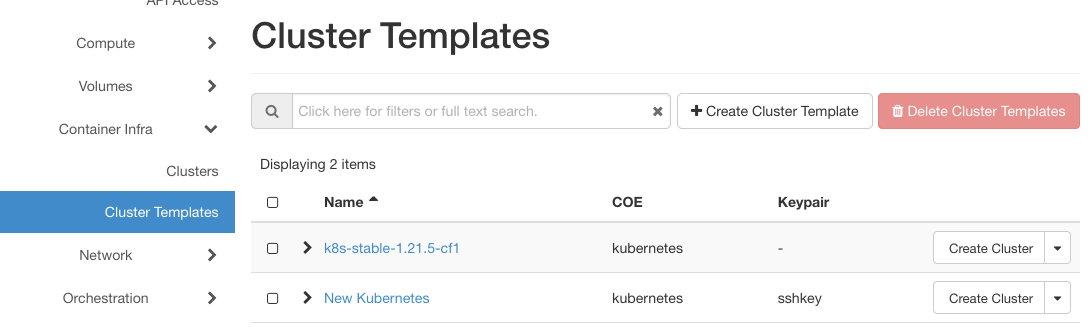 API Access
Compute
Volumes
Container Infra
Clusters
Cluster Templates
Network
Orchestration
Cluster Templates
Click here for filters or full text search.
Create Cluster Template
Delete Cluster Templates
Displaying 2 items
Name COE Keypair
k8s-stable-1.21.5-cf1 kubernetes - Create Cluster
New Kubernetes kubernetes sshkey Create Cluster